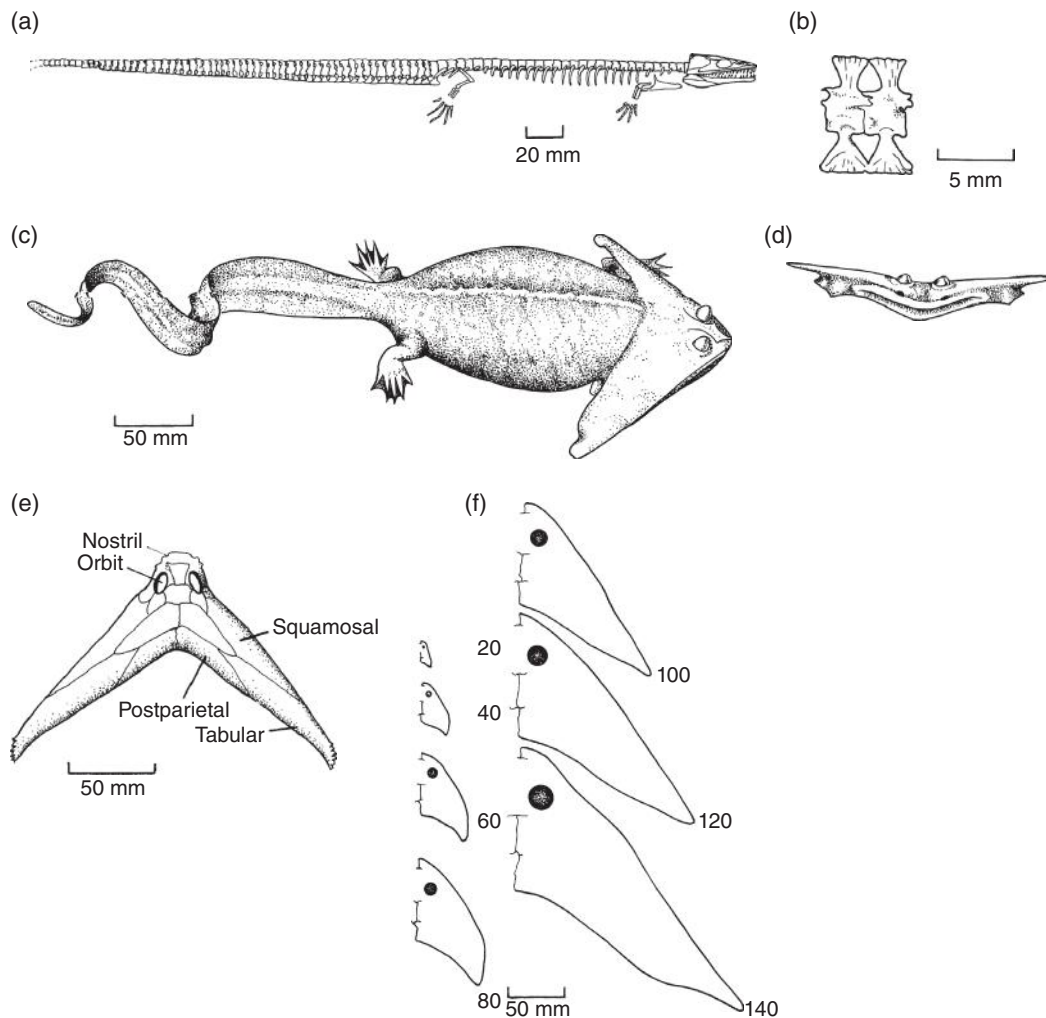 (a)
20 mm
(b)
5 mm
(c)
50 mm
(d)
(e)
Nostril
Orbit
Squamosal
Postparietal
Tabular
50 mm
(f)
20
40
60
80
100
120
140
50 mm